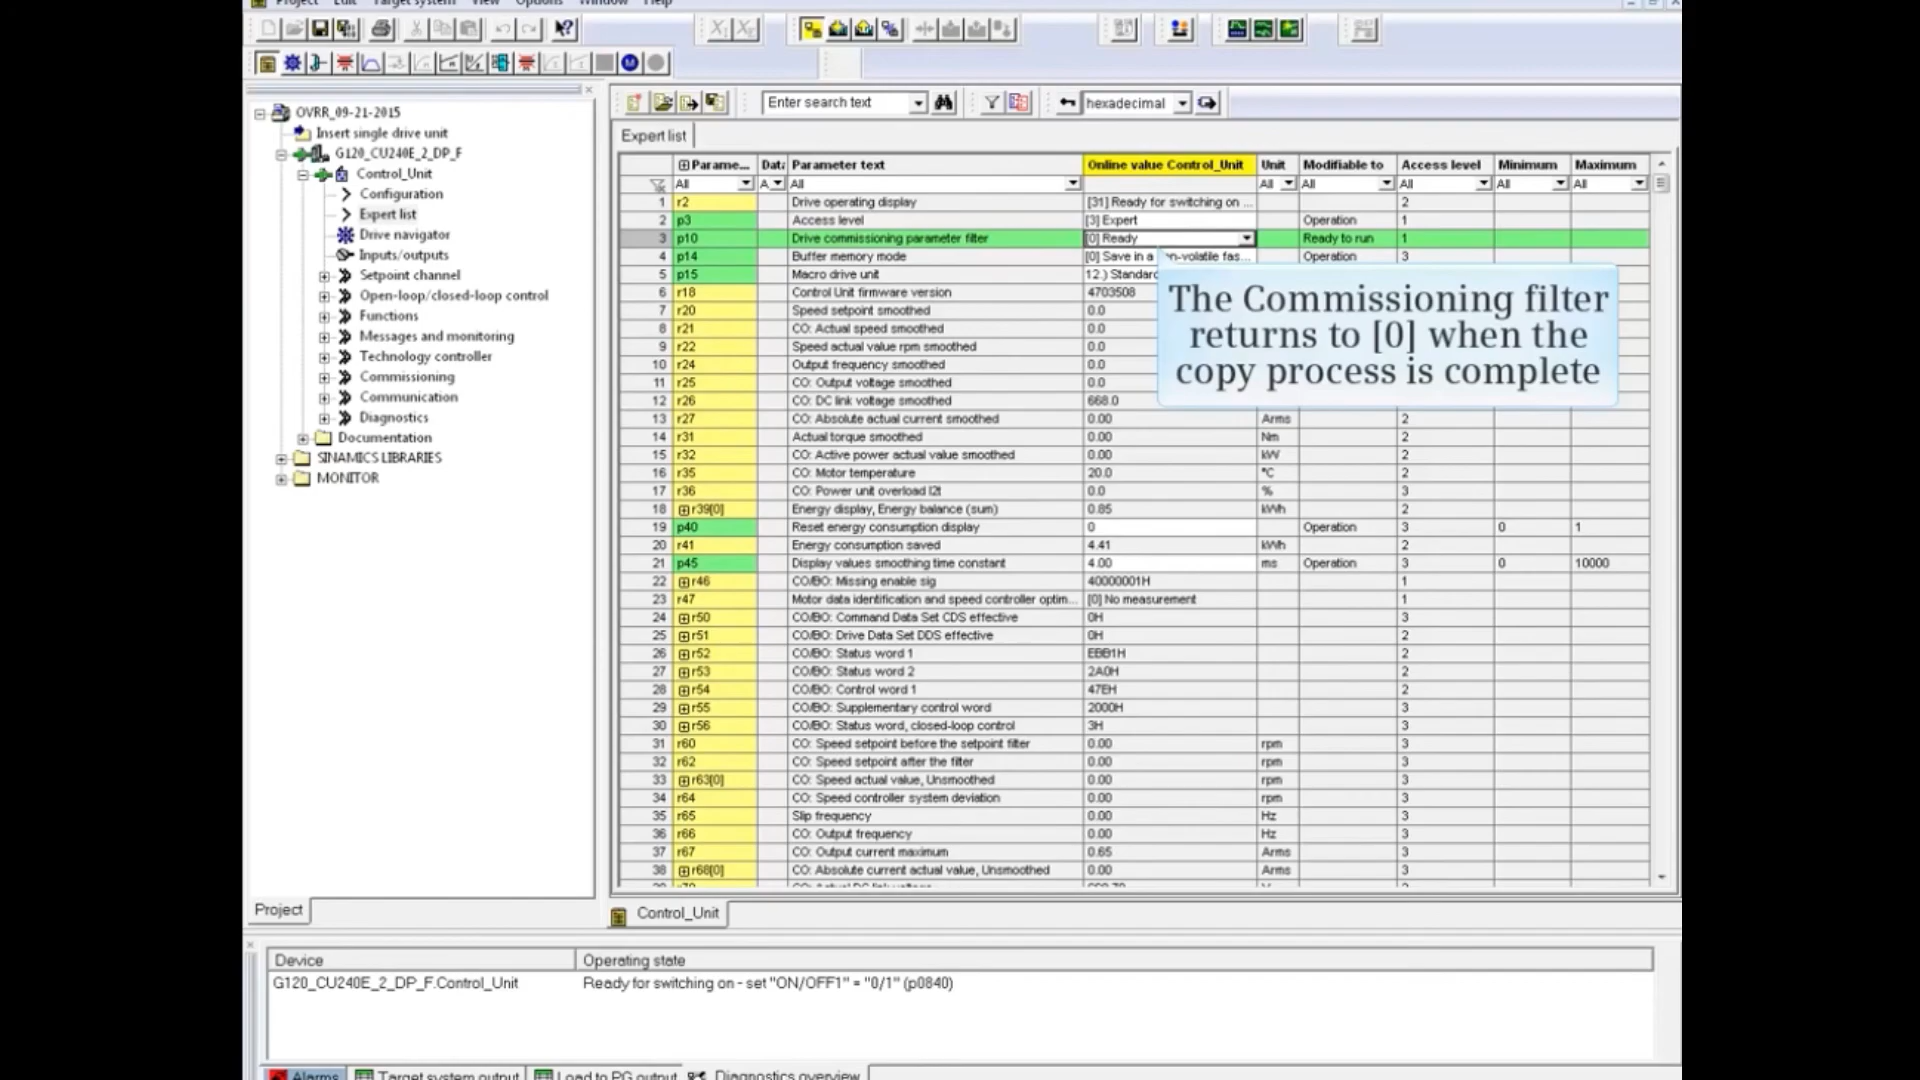 Project Edit Target system View Options Window Help
Enter search text
hexadecimal
OVRR_09-21-2015
Insert single drive unit
G120_CU240E_2_DP_F
Control_Unit
Configuration
Expert list
Drive navigator
Inputs/outputs
Setpoint channel
Open-loop/closed-loop control
Functions
Messages and monitoring
Technology controller
Commissioning
Communication
Diagnostics
Documentation
SINAMICS LIBRARIES
MONITOR
Project
Expert list
Parame... Data Parameter text Online value Control_Unit Unit Modifiable to Access level Minimum Maximum
All A.. All All All All All All
1 r2 Drive operating display [31] Ready for switching on ... 2
2 p3 Access level [3] Expert Operation 1
3 p10 Drive commissioning parameter filter [0] Ready Ready to run 1
4 p14 Buffer memory mode [0] Save in a non-volatile fas... Operation 3
5 p15 Macro drive unit 12.) Standard
6 r18 Control Unit firmware version 4703508
7 r20 Speed setpoint smoothed 0.0
8 r21 CO: Actual speed smoothed 0.0
9 r22 Speed actual value rpm smoothed 0.0
10 r24 Output frequency smoothed 0.0
11 r25 CO: Output voltage smoothed 0.0
12 r26 CO: DC link voltage smoothed 668.0
13 r27 CO: Absolute actual current smoothed 0.00 Arms 2
14 r31 Actual torque smoothed 0.00 Nm 2
15 r32 CO: Active power actual value smoothed 0.00 kW 2
16 r35 CO: Motor temperature 20.0 °C 2
17 r36 CO: Power unit overload I2t 0.0 % 3
18 r39[0] Energy display, Energy balance (sum) 0.85 kWh 2
19 p40 Reset energy consumption display 0 Operation 3 0 1
20 r41 Energy consumption saved 4.41 kWh 2
21 p45 Display values smoothing time constant 4.00 ms Operation 3 0 10000
22 r46 CO/BO: Missing enable sig 40000001H 1
23 r47 Motor data identification and speed controller optim... [0] No measurement 1
24 r50 CO/BO: Command Data Set CDS effective 0H 3
25 r51 CO/BO: Drive Data Set DDS effective 0H 2
26 r52 CO/BO: Status word 1 EBB1H 2
27 r53 CO/BO: Status word 2 2A0H 2
28 r54 CO/BO: Control word 1 47EH 2
29 r55 CO/BO: Supplementary control word 2000H 3
30 r56 CO/BO: Status word, closed-loop control 3H 3
31 r60 CO: Speed setpoint before the setpoint filter 0.00 rpm 3
32 r62 CO: Speed setpoint after the filter 0.00 rpm 3
33 r63[0] CO: Speed actual value, Unsmoothed 0.00 rpm 3
34 r64 CO: Speed controller system deviation 0.00 rpm 3
35 r65 Slip frequency 0.00 Hz 3
36 r66 CO: Output frequency 0.00 Hz 3
37 r67 CO: Output current maximum 0.65 Arms 3
38 r68[0] CO: Absolute current actual value, Unsmoothed 0.00 Arms 3
The Commissioning filter
returns to [0] when the
copy process is complete
Control_Unit
Device Operating state
G120_CU240E_2_DP_F.Control_Unit Ready for switching on - set "ON/OFF1" = "0/1" (p0840)
Alarms Target system output Load to PG output Diagnostics overview